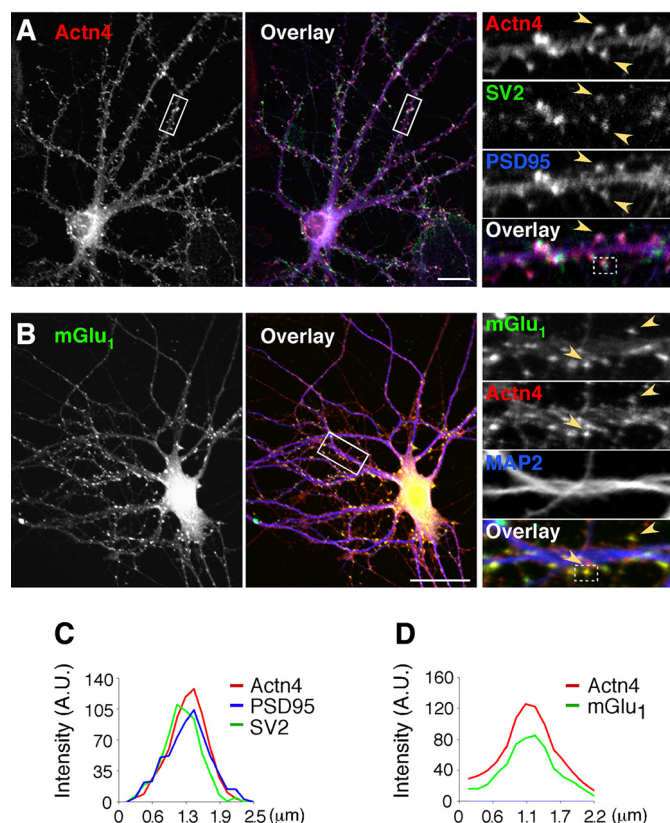 A
Actn4
Overlay
Actn4
SV2
PSD95
Overlay
B
mGlu1
Overlay
mGlu1
Actn4
MAP2
Overlay
C
Intensity (A.U.)
140
105
70
35
0
0 0.6 1.3 1.9 2.5 (μm)
Actn4
PSD95
SV2
D
Intensity (A.U.)
160
120
80
40
0
0 0.6 1.1 1.7 2.2 (μm)
Actn4
mGlu1